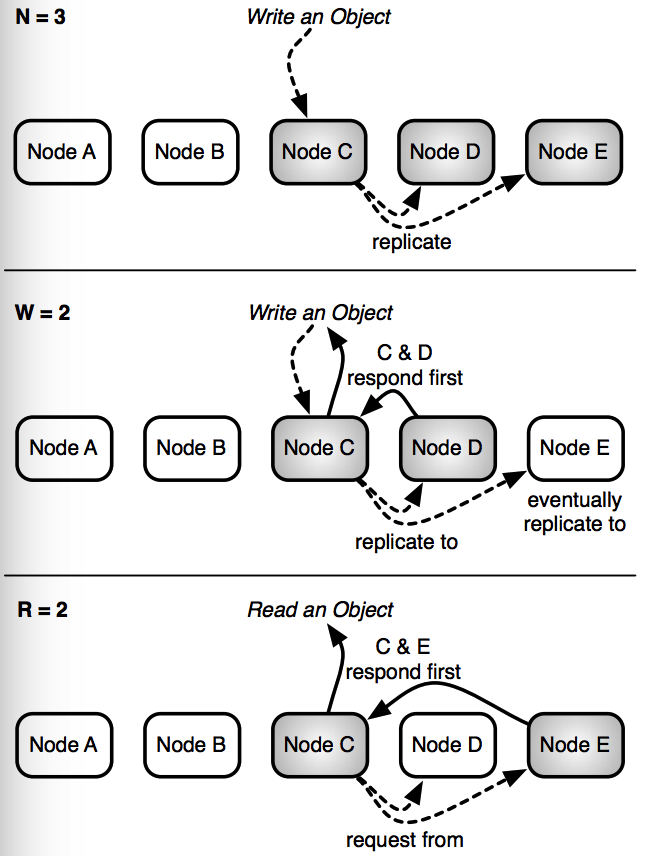 N = 3
Write an Object
Node A
Node B
Node C
Node D
Node E
replicate
W = 2
Write an Object
C & D
respond first
Node A
Node B
Node C
Node D
Node E
eventually
replicate to
replicate to
R = 2
Read an Object
C & E
respond first
Node A
Node B
Node C
Node D
Node E
request from